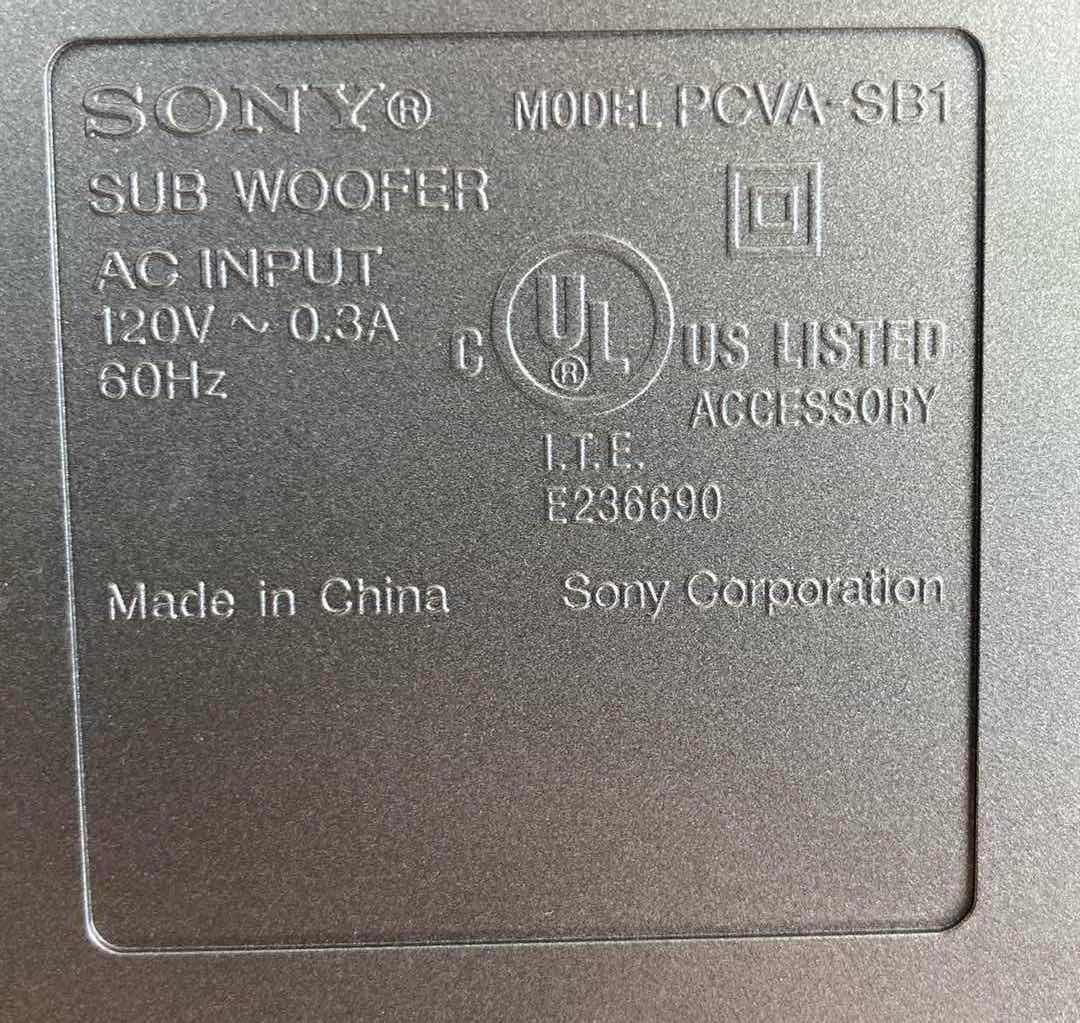 SONY® MODEL PCVA-SB1
SUB WOOFER
AC INPUT
120V ~ 0.3A
60Hz
C UL® US LISTED
ACCESSORY
I.T.E.
E236690
Made in China Sony Corporation